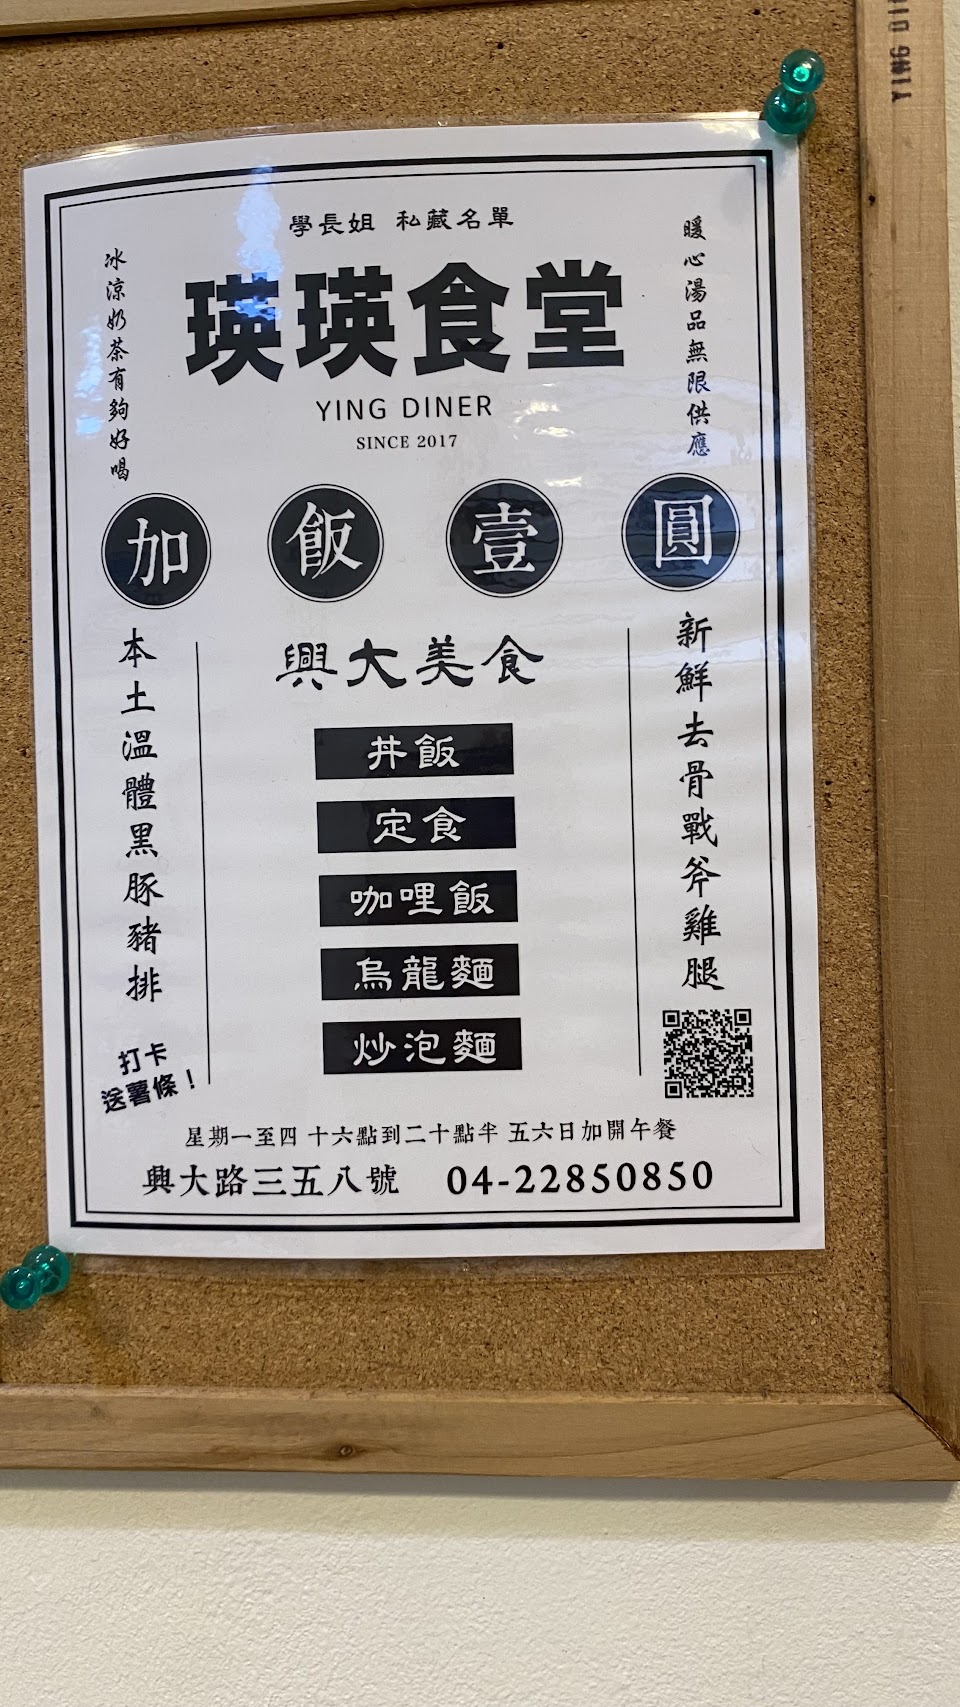 YING DI
學長姐 私藏名單
暖心湯品無限供應
冰涼奶茶有夠好喝
瑛瑛食堂
YING DINER
SINCE 2017
加飯壹圓
新鮮去骨戰斧雞腿
本土溫體黑豚豬排
興大美食
丼飯
定食
咖哩飯
烏龍麵
炒泡麵
打卡
送薯條！
星期一至四 十六點到二十點半 五六日加開午餐
興大路三五八號 04-22850850